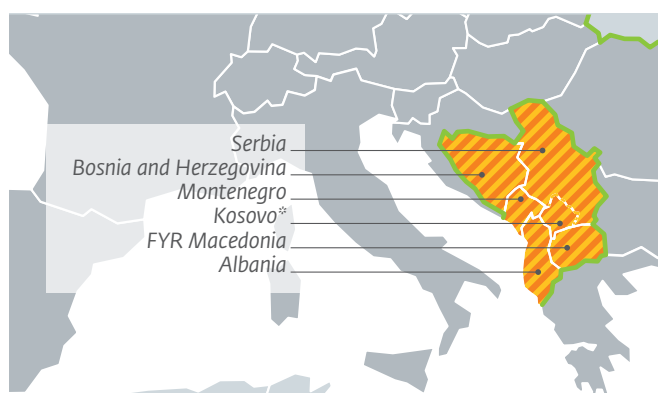 Serbia
Bosnia and Herzegovina
Montenegro
Kosovo*
FYR Macedonia
Albania